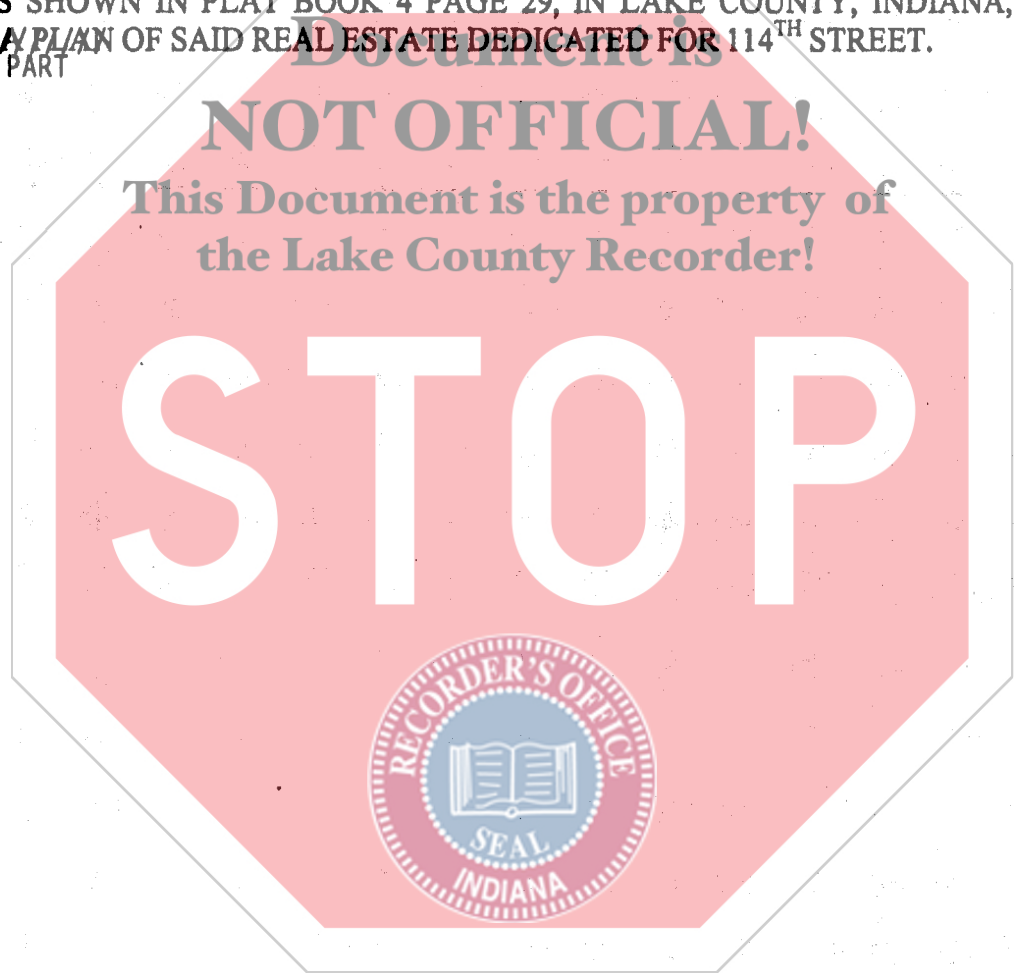 S SHOWN IN PLAT BOOK 4 PAGE 29, IN LAKE COUNTY, INDIANA,
PLAN OF SAID REAL ESTATE DEDICATED FOR 114TH STREET.
PART
Document is
NOT OFFICIAL!
This Document is the property of
the Lake County Recorder!
STOP
RECORDER'S OFFICE
SEAL
INDIANA